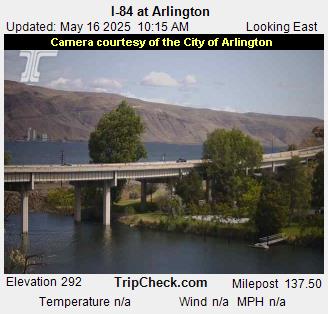 I-84 at Arlington
Updated: May 16 2025 10:15 AM Looking East
Camera courtesy of the City of Arlington
Elevation 292 TripCheck.com Milepost 137.50
Temperature n/a Wind n/a MPH n/a